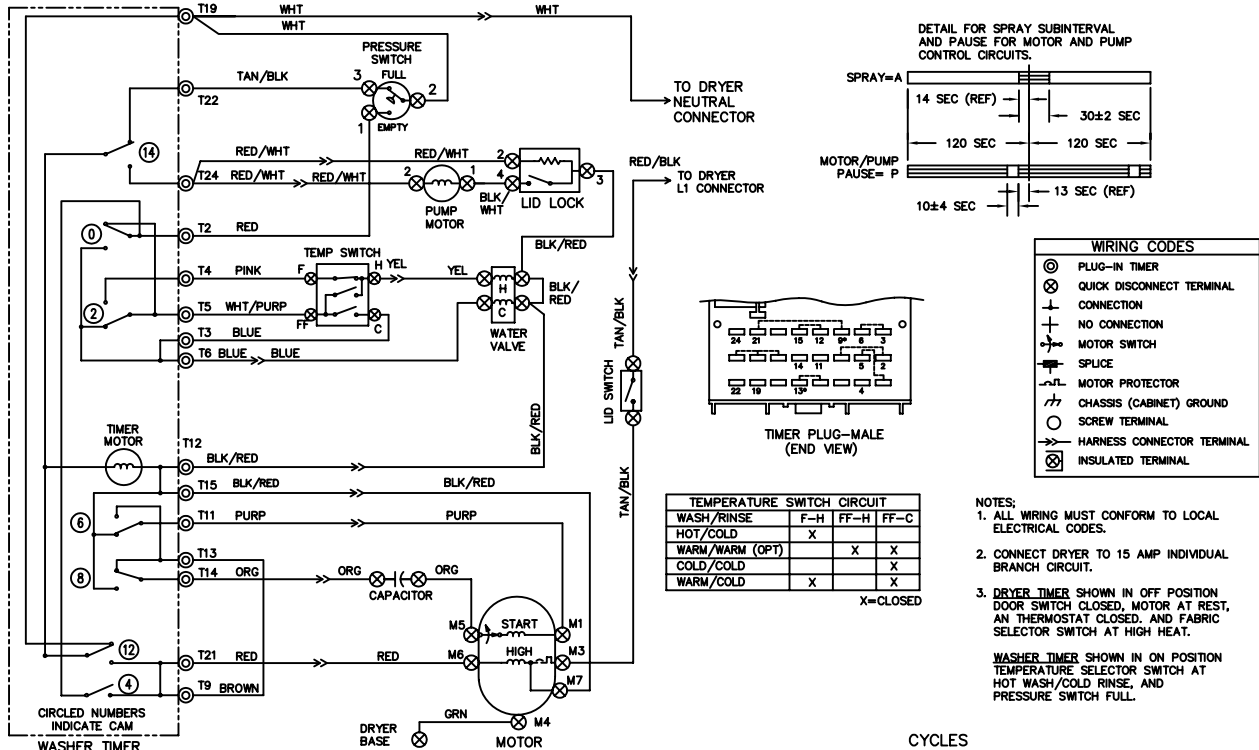 T19
WHT
WHT
WHT
PRESSURE
SWITCH
FULL
3
2
1
EMPTY
TAN/BLK
T22
14
RED/WHT
RED/WHT
T24
RED/WHT
RED/WHT
2
1
2
4
3
BLK
WHT
PUMP
MOTOR
LID LOCK
TO DRYER
NEUTRAL
CONNECTOR
RED/BLK
TO DRYER
L1 CONNECTOR
T2
RED
0
TEMP SWITCH
BLK/RED
T4
PINK
F
H
YEL
YEL
H
C
BLK/
RED
2
T5
WHT/PURP
FF
C
T3
BLUE
T6
BLUE
BLUE
WATER
VALVE
TAN/BLK
LID SWITCH
BLK/RED
TAN/BLK
TIMER
MOTOR
T12
BLK/RED
T15
BLK/RED
BLK/RED
6
T11
PURP
PURP
T13
8
T14
ORG
ORG
ORG
CAPACITOR
M5
START
M1
12
T21
RED
RED
M6
HIGH
M3
4
T9
BROWN
M7
GRN
M4
DRYER
BASE
MOTOR
CIRCLED NUMBERS
INDICATE CAM
WASHER TIMER
DETAIL FOR SPRAY SUBINTERVAL
AND PAUSE FOR MOTOR AND PUMP
CONTROL CIRCUITS.
SPRAY=A
14 SEC (REF)
30±2 SEC
120 SEC
120 SEC
MOTOR/PUMP
PAUSE= P
13 SEC (REF)
10±4 SEC
WIRING CODES
PLUG-IN TIMER
QUICK DISCONNECT TERMINAL
CONNECTION
NO CONNECTION
MOTOR SWITCH
SPLICE
MOTOR PROTECTOR
CHASSIS (CABINET) GROUND
SCREW TERMINAL
HARNESS CONNECTOR TERMINAL
INSULATED TERMINAL
24 21 15 12 9* 6 3
14 11 5 2
22 19 13* 4
TIMER PLUG-MALE
(END VIEW)
TEMPERATURE SWITCH CIRCUIT
WASH/RINSE F-H FF-H FF-C
HOT/COLD X
WARM/WARM (OPT) X X
COLD/COLD X
WARM/COLD X X
X=CLOSED
NOTES;
1. ALL WIRING MUST CONFORM TO LOCAL
ELECTRICAL CODES.
2. CONNECT DRYER TO 15 AMP INDIVIDUAL
BRANCH CIRCUIT.
3. DRYER TIMER SHOWN IN OFF POSITION
DOOR SWITCH CLOSED, MOTOR AT REST,
AN THERMOSTAT CLOSED. AND FABRIC
SELECTOR SWITCH AT HIGH HEAT.
WASHER TIMER SHOWN IN ON POSITION
TEMPERATURE SELECTOR SWITCH AT
HOT WASH/COLD RINSE, AND
PRESSURE SWITCH FULL.
CYCLES